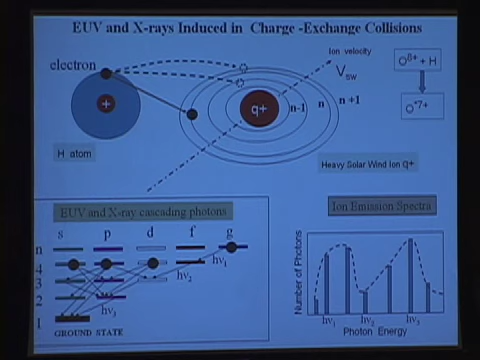 EUV and X-rays Induced in Charge -Exchange Collisions
electron
Ion velocity
V sw
O8+ + H
O*7+
+
q+
n-1
n
n +1
H atom
Heavy Solar Wind Ion q+
EUV and X-ray cascading photons
Ion Emission Spectra
s p d f g
n
4
3
2
1
hν1
hν2
hν3
GROUND STATE
Number of Photons
hν1 hν2 hν3
Photon Energy